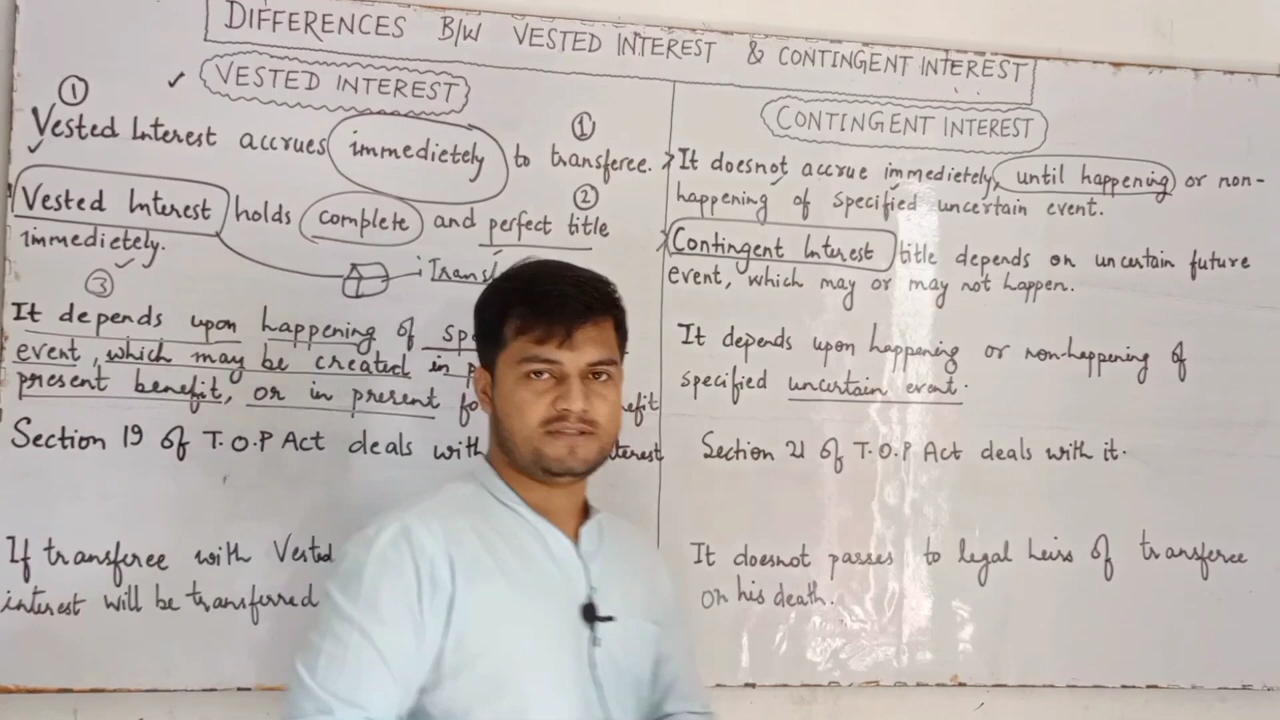 DIFFERENCES B/W VESTED INTEREST & CONTINGENT INTEREST
VESTED INTEREST
①
Vested Interest accrues immedietely to transferee.
①
Vested Interest holds complete and perfect title
②
immedietely.
③
It depends upon happening of
event, which may be created in
present benefit, or in present
Section 19 of T.O.P Act deals with
If transferee with Vested
interest will be transferred
CONTINGENT INTEREST
It doesnot accrue immedietely, until happening or non-
happening of specified uncertain event.
Contingent Interest title depends on uncertain future
event, which may or may not happen.
It depends upon happening or non-happening of
specified uncertain event.
Section 21 of T.O.P Act deals with it.
It doesnot passes to legal heirs of transferee
on his death.